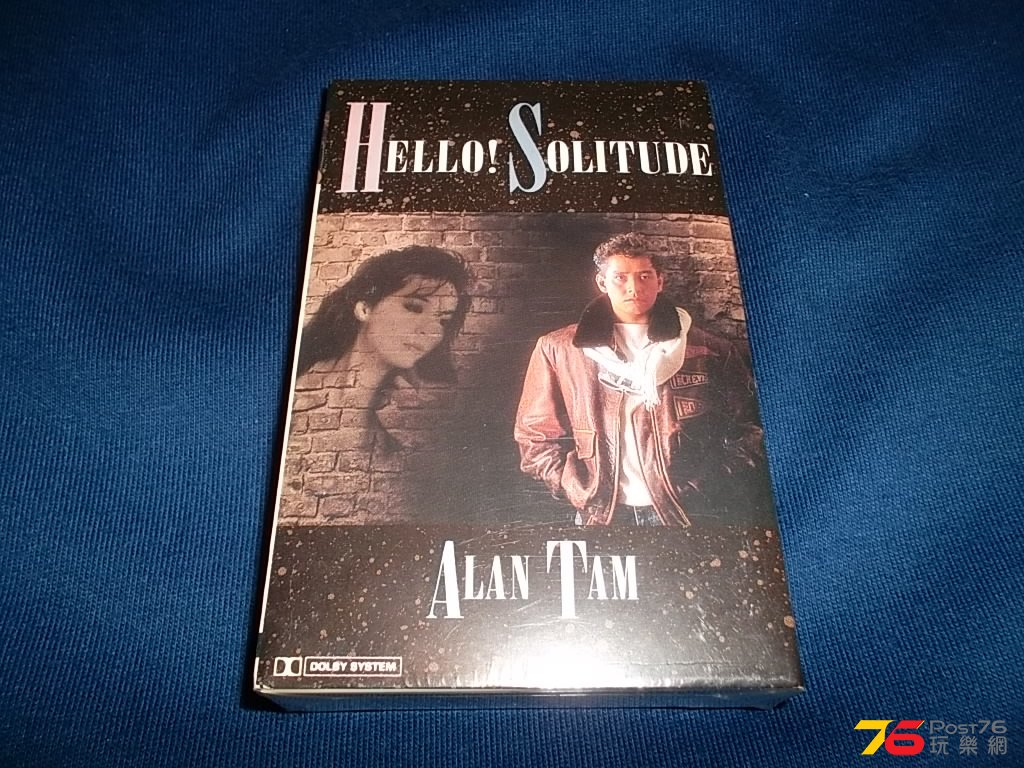 HELLO! SOLITUDE
ALAN TAM
DOLBY SYSTEM
76 Post76
玩樂網